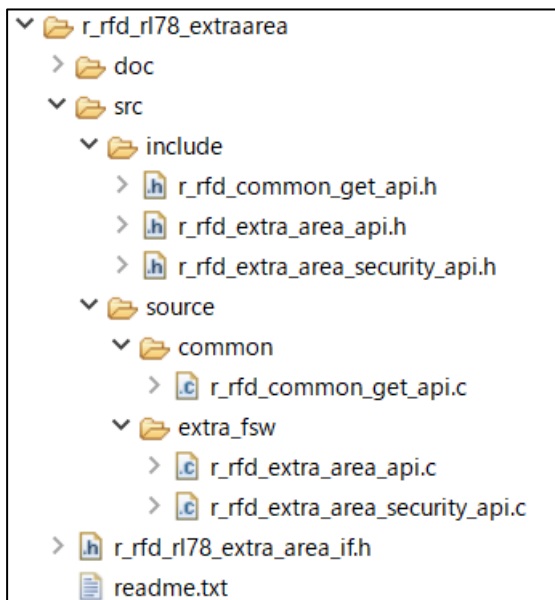 r_rfd_rl78_extraarea
doc
src
include
r_rfd_common_get_api.h
r_rfd_extra_area_api.h
r_rfd_extra_area_security_api.h
source
common
r_rfd_common_get_api.c
extra_fsw
r_rfd_extra_area_api.c
r_rfd_extra_area_security_api.c
r_rfd_rl78_extra_area_if.h
readme.txt